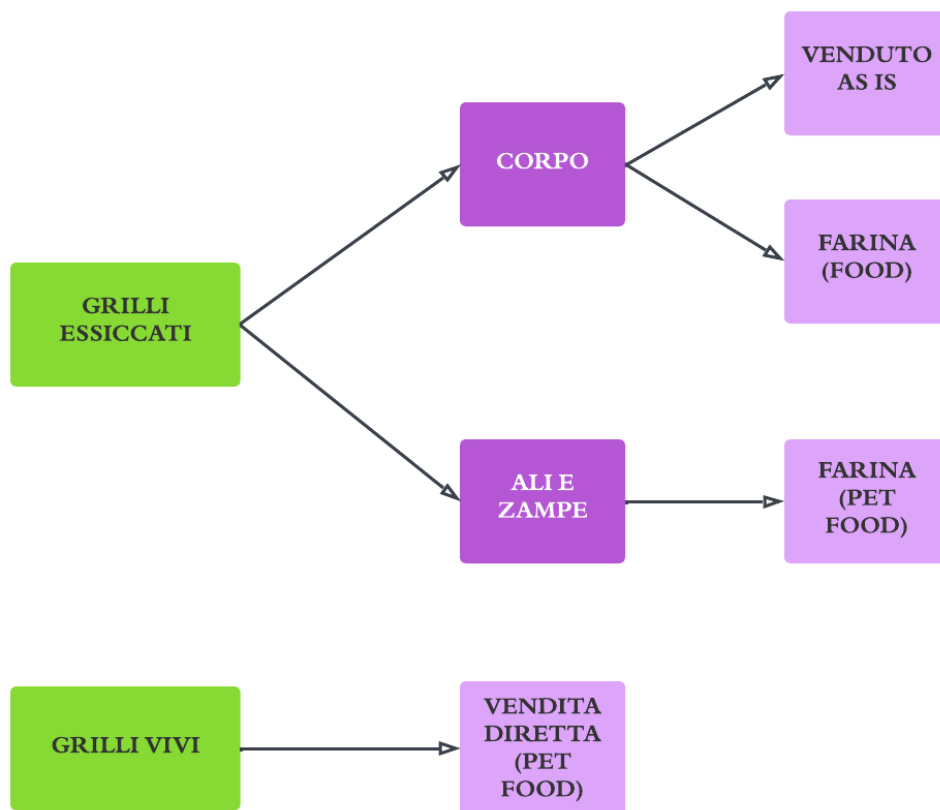 VENDUTO
AS IS
CORPO
FARINA
(FOOD)
GRILLI
ESSICCATI
ALI E
ZAMPE
FARINA
(PET
FOOD)
GRILLI VIVI
VENDITA
DIRETTA
(PET
FOOD)